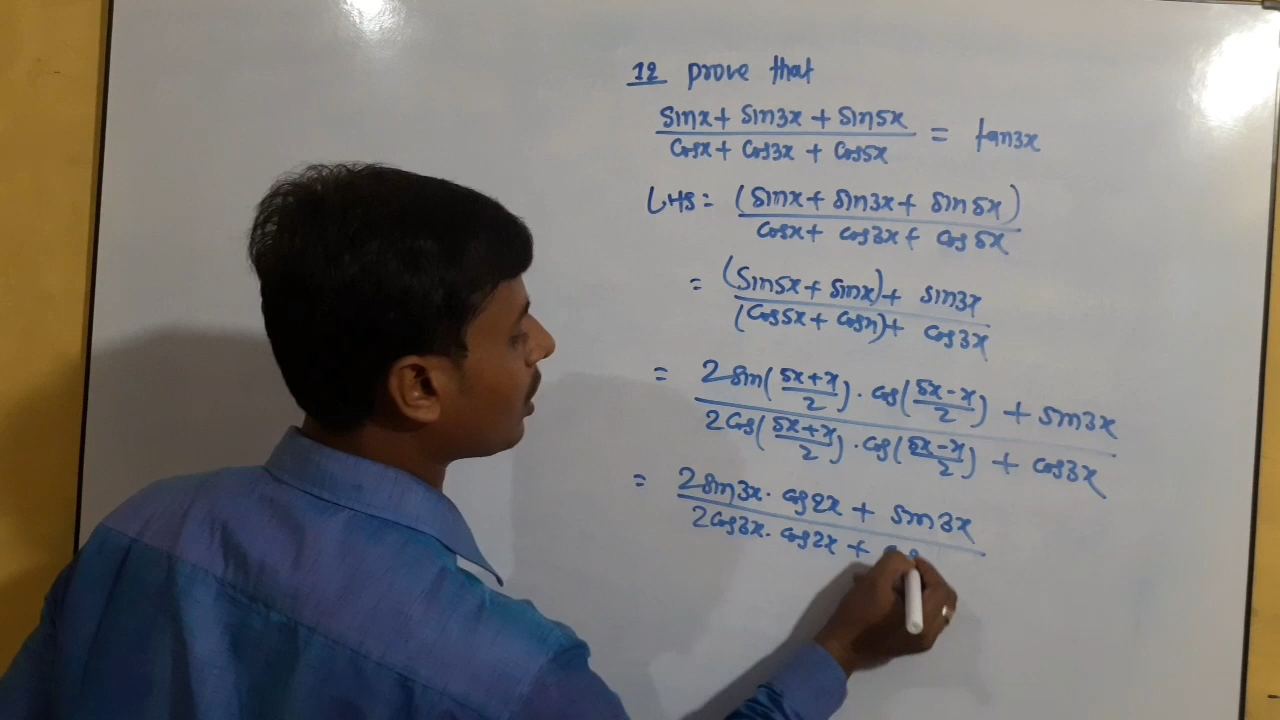 12 prove that
sinx + sin3x + sin5x / cosx + cos3x + cos5x = tan3x
LHS = (sinx + sin3x + sin5x) / cosx + cos3x + cos5x
= (sin5x + sinx) + sin3x / (cos5x + cosx) + cos3x
= 2sin(5x+x/2) . cos(5x-x/2) + sin3x / 2cos(5x+x/2) . cos(5x-x/2) + cos3x
= 2sin3x . cos2x + sin3x / 2cos3x . cos2x +